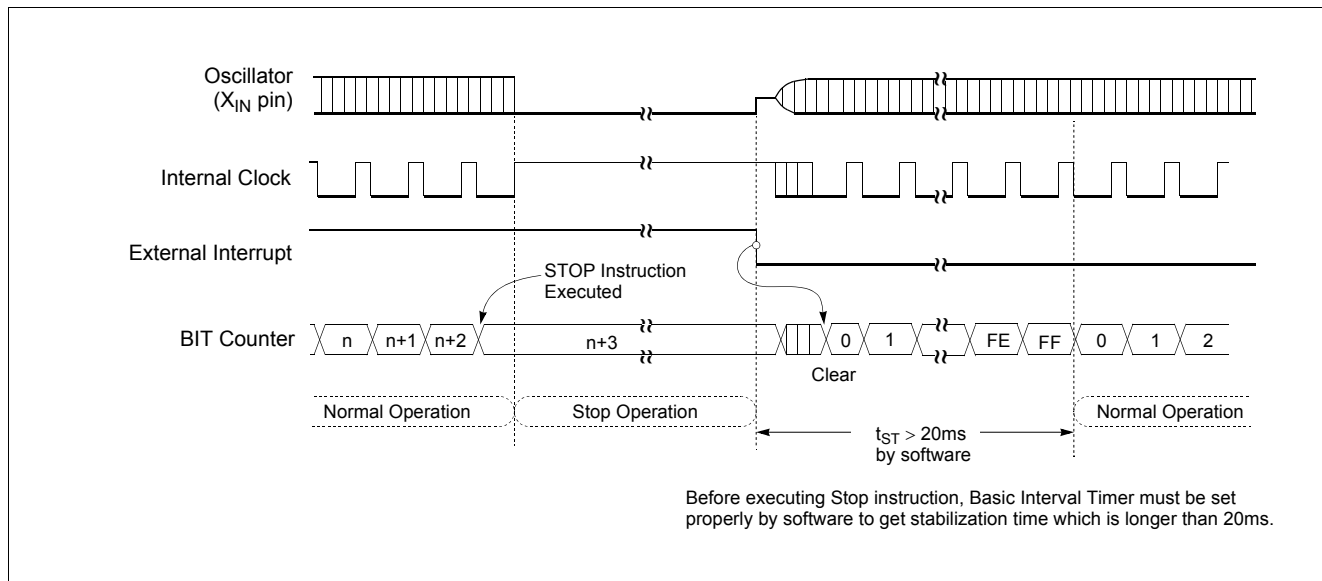 Oscillator
(XIN pin)
Internal Clock
External Interrupt
STOP Instruction
Executed
BIT Counter
n n+1 n+2 n+3 0 1 FE FF 0 1 2
Clear
Normal Operation Stop Operation Normal Operation
tST > 20ms
by software
Before executing Stop instruction, Basic Interval Timer must be set
properly by software to get stabilization time which is longer than 20ms.